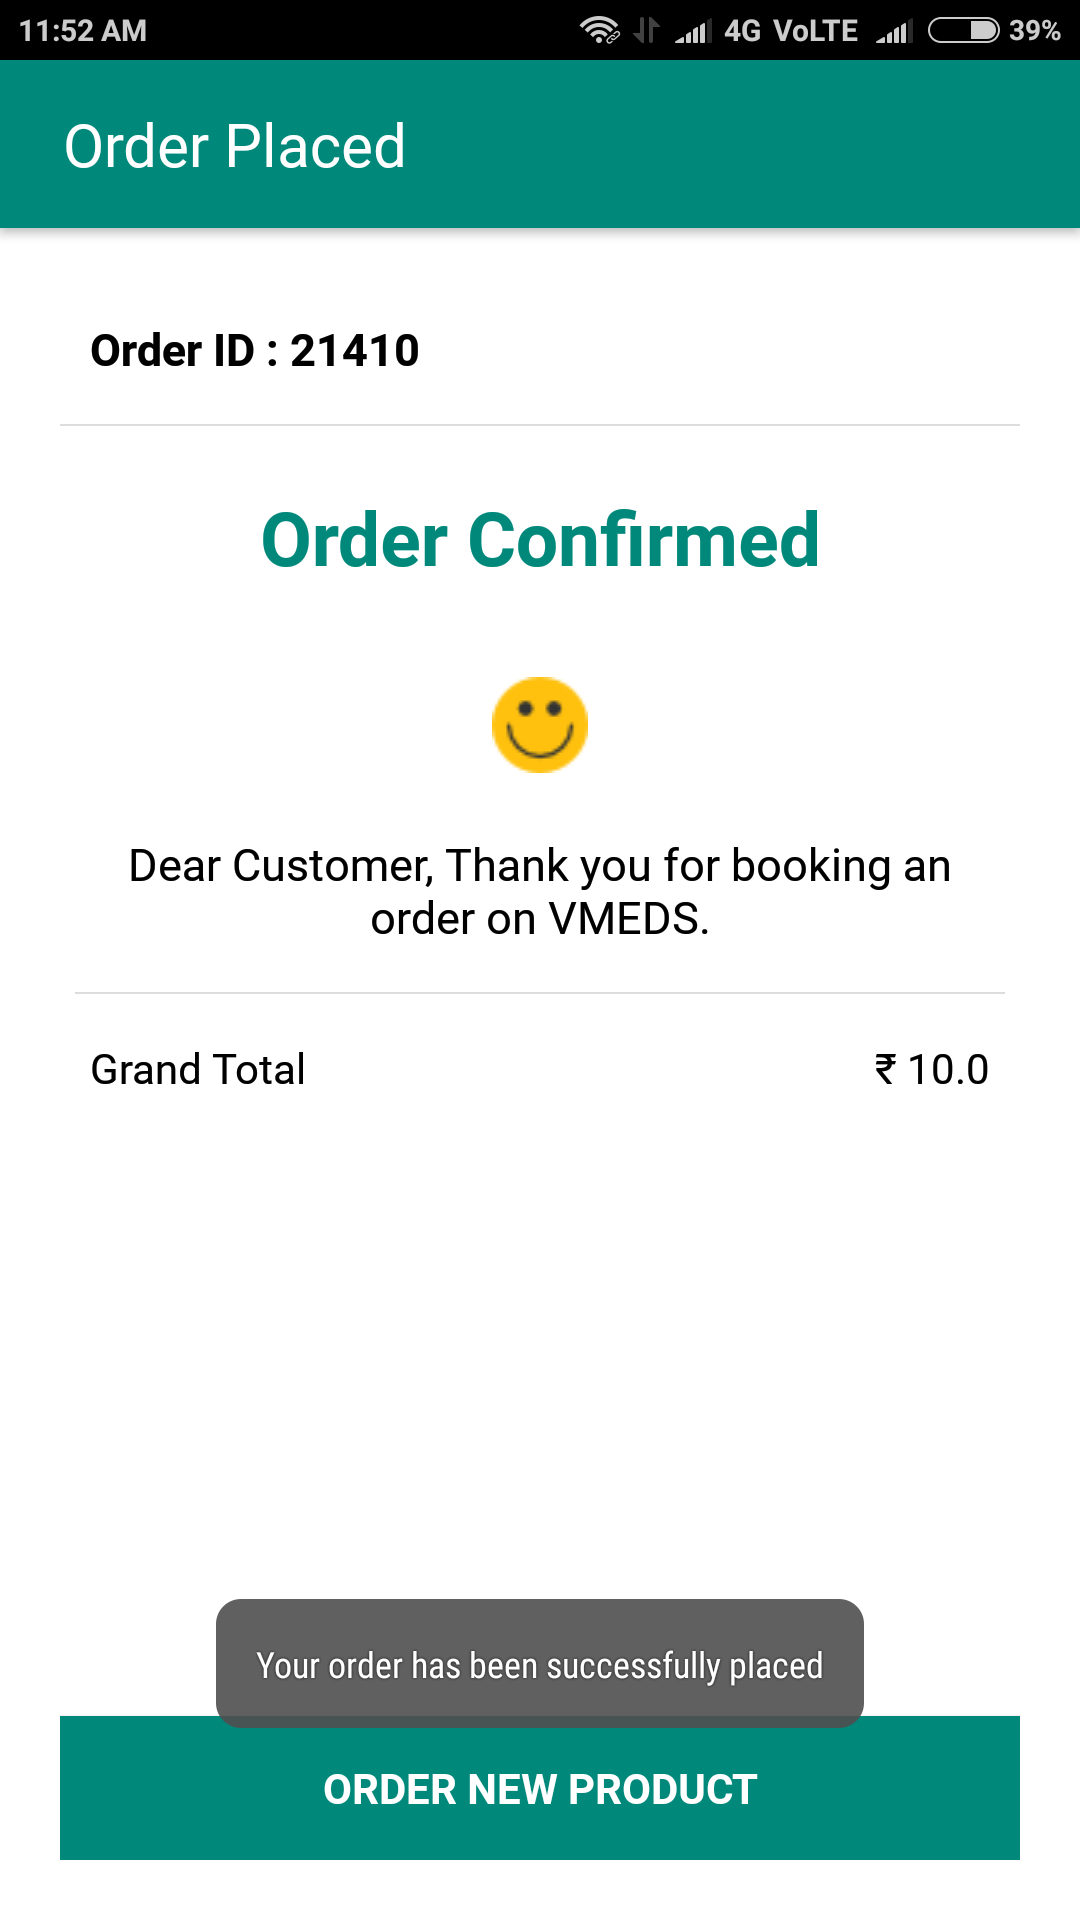 11:52 AM 4G VoLTE 39%
Order Placed
Order ID : 21410
Order Confirmed
Dear Customer, Thank you for booking an
order on VMEDS.
Grand Total ₹ 10.0
Your order has been successfully placed
ORDER NEW PRODUCT